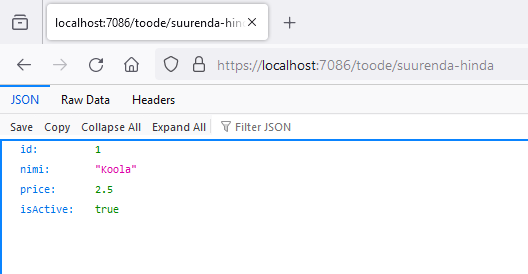 localhost:7086/toode/suurenda-hinda
https://localhost:7086/toode/suurenda-hinda
JSON Raw Data Headers
Save Copy Collapse All Expand All Filter JSON
id: 1
nimi: "Koola"
price: 2.5
isActive: true